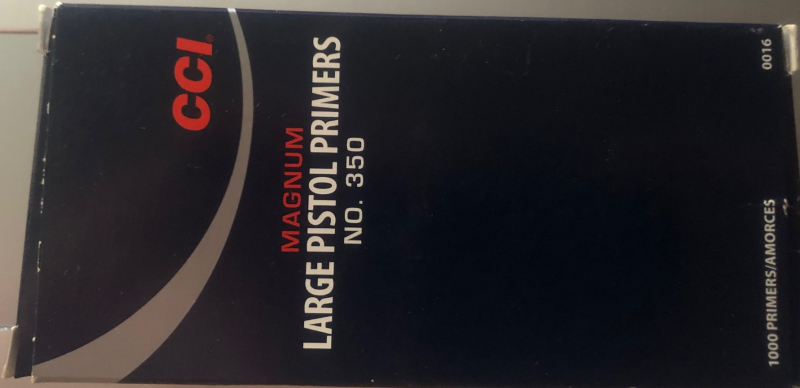 CCI
MAGNUM
LARGE PISTOL PRIMERS
NO. 350
1000 PRIMERS/AMORCES
0016